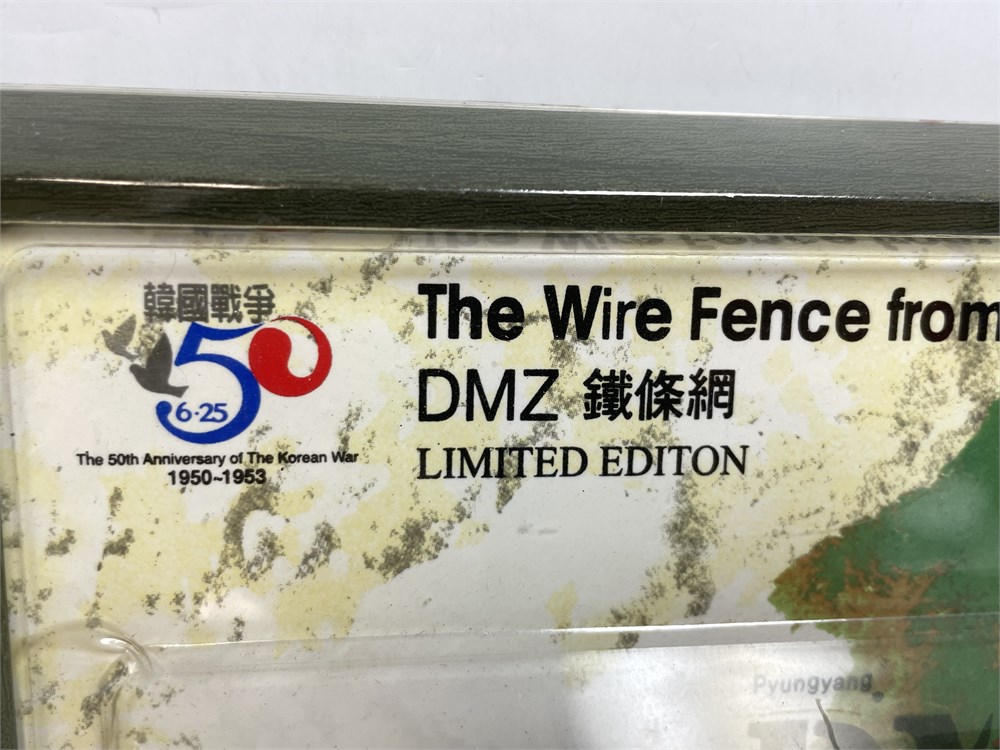 韓國戰爭
50
6·25
The 50th Anniversary of The Korean War
1950~1953
The Wire Fence from
DMZ 鐵條網
LIMITED EDITON
Pyungyang